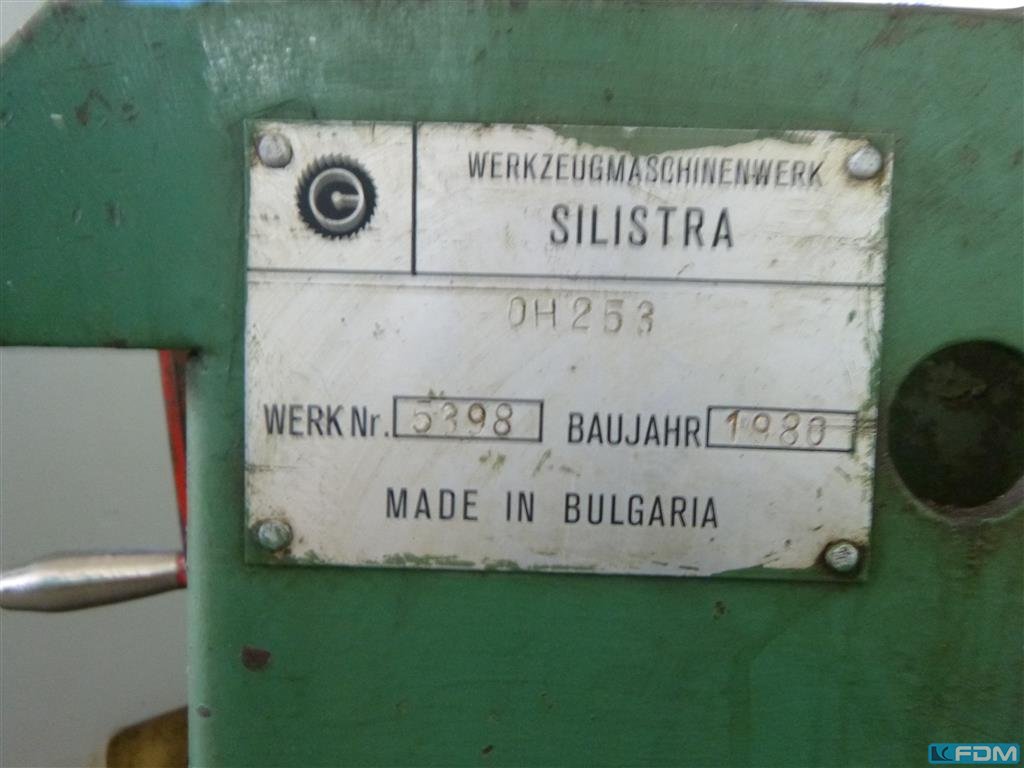 WERKZEUGMASCHINENWERK
SILISTRA
OH253
WERK Nr. 5398 BAUJAHR 1980
MADE IN BULGARIA
FDM